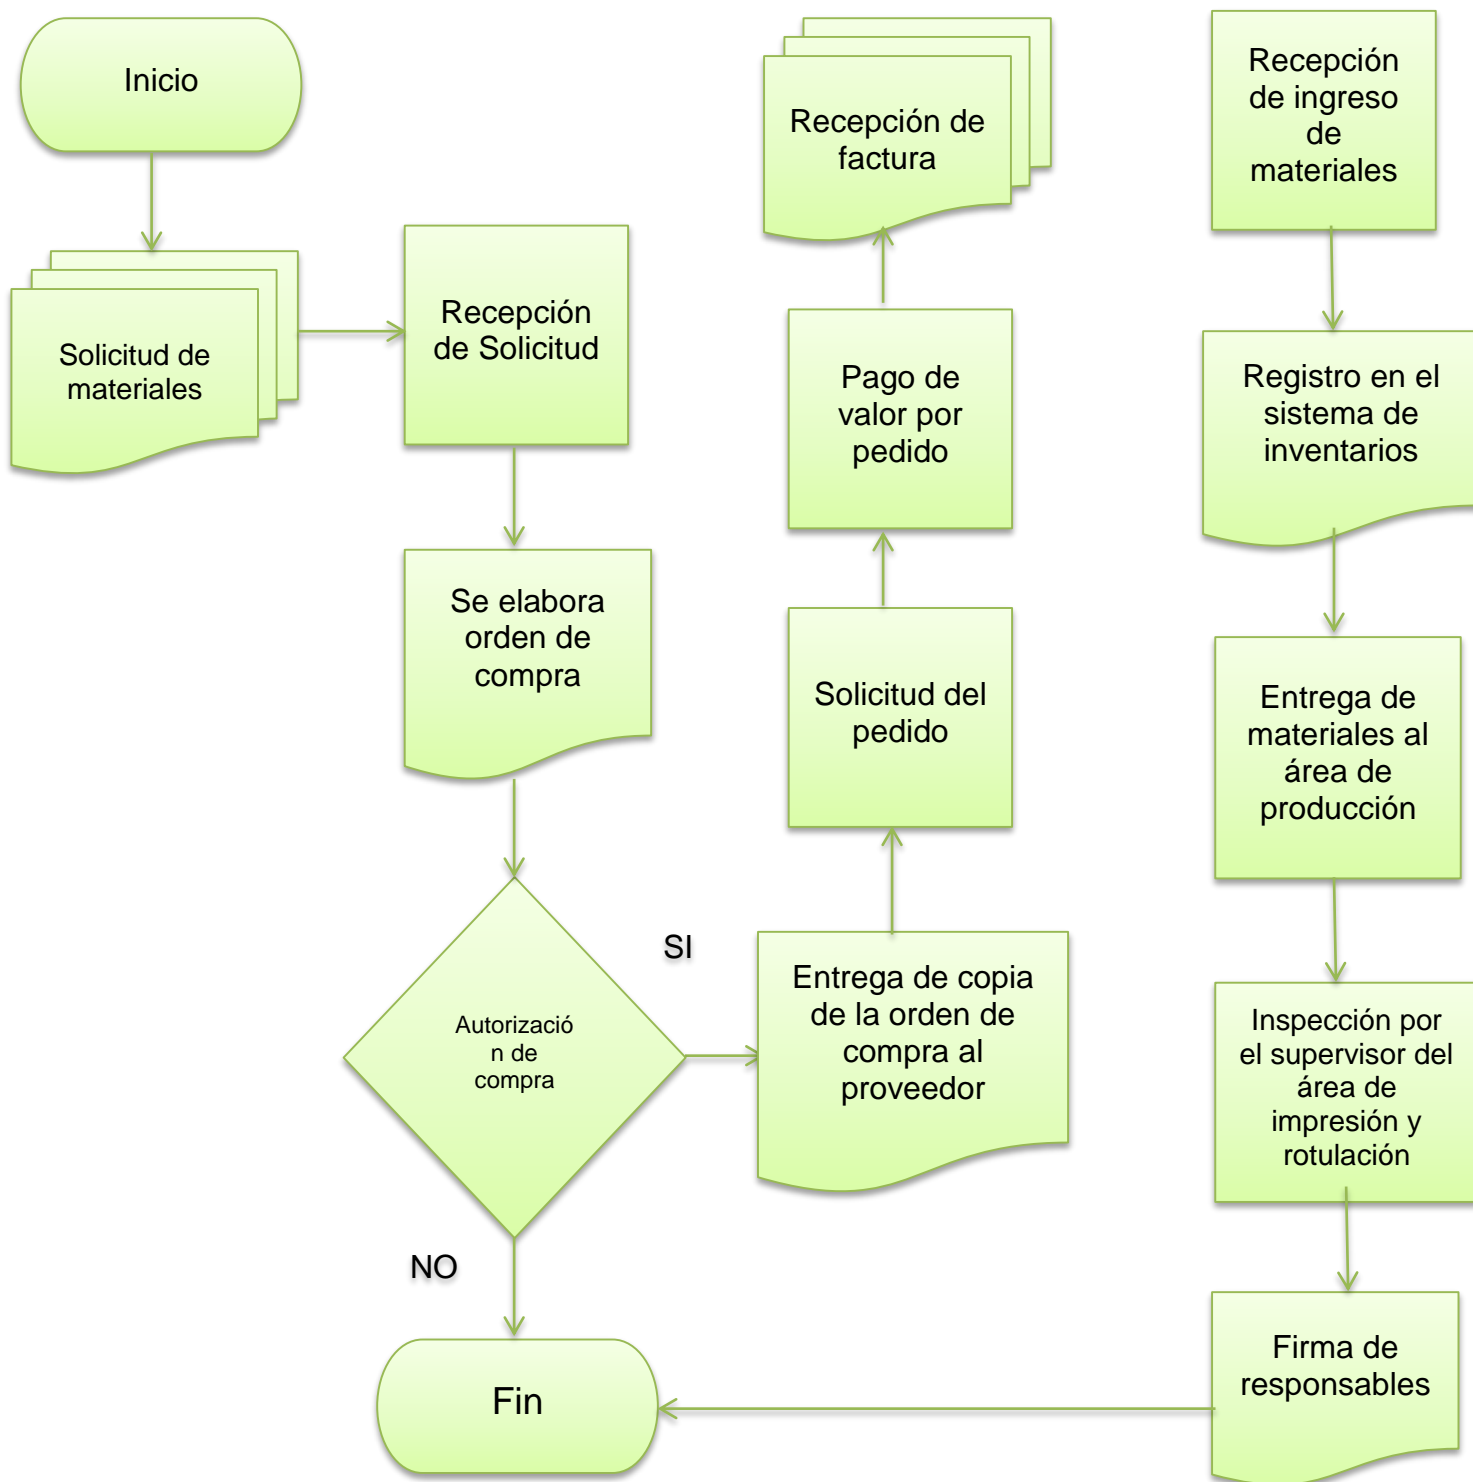 Inicio
Solicitud de
materiales
Recepción
de Solicitud
Se elabora
orden de
compra
Autorizació
n de
compra
SI
NO
Fin
Entrega de copia
de la orden de
compra al
proveedor
Solicitud del
pedido
Pago de
valor por
pedido
Recepción de
factura
Recepción
de ingreso
de
materiales
Registro en el
sistema de
inventarios
Entrega de
materiales al
área de
producción
Inspección por
el supervisor del
área de
impresión y
rotulación
Firma de
responsables